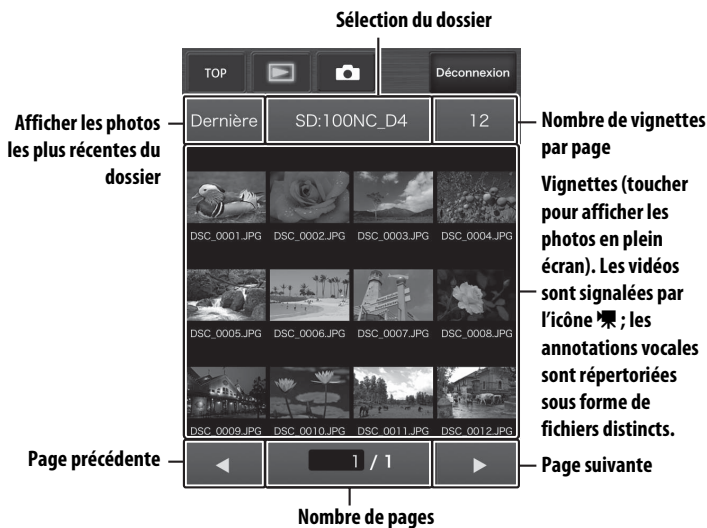 Sélection du dossier
TOP
Déconnexion
Afficher les photos
les plus récentes du
dossier
Dernière
SD:100NC_D4
12
Nombre de vignettes
par page
Vignettes (toucher
pour afficher les
photos en plein
écran). Les vidéos
sont signalées par
l'icône ; les
annotations vocales
sont répertoriées
sous forme de
fichiers distincts.
DSC_0001.JPG DSC_0002.JPG DSC_0003.JPG DSC_0004.JPG
DSC_0005.JPG DSC_0006.JPG DSC_0007.JPG DSC_0008.JPG
DSC_0009.JPG DSC_0010.JPG DSC_0011.JPG DSC_0012.JPG
Page précédente
1 / 1
Page suivante
Nombre de pages